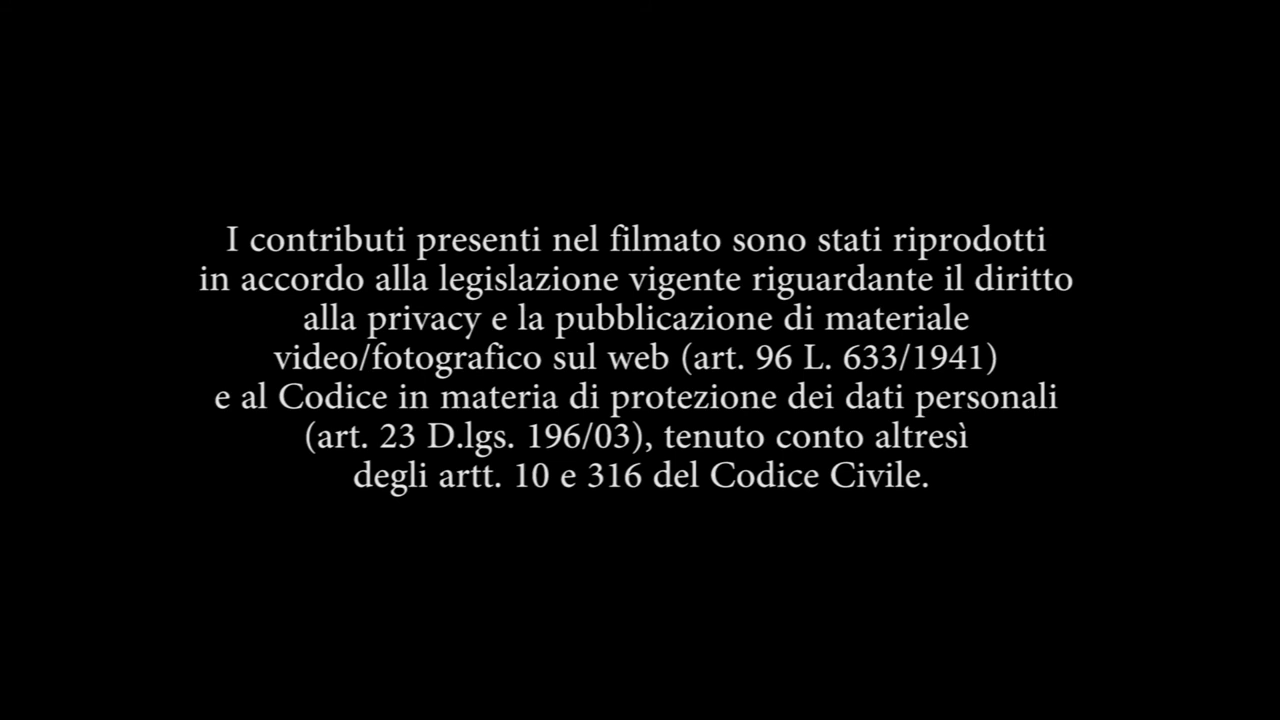 I contributi presenti nel filmato sono stati riprodotti
in accordo alla legislazione vigente riguardante il diritto
alla privacy e la pubblicazione di materiale
video/fotografico sul web (art. 96 L. 633/1941)
e al Codice in materia di protezione dei dati personali
(art. 23 D.lgs. 196/03), tenuto conto altresì
degli artt. 10 e 316 del Codice Civile.